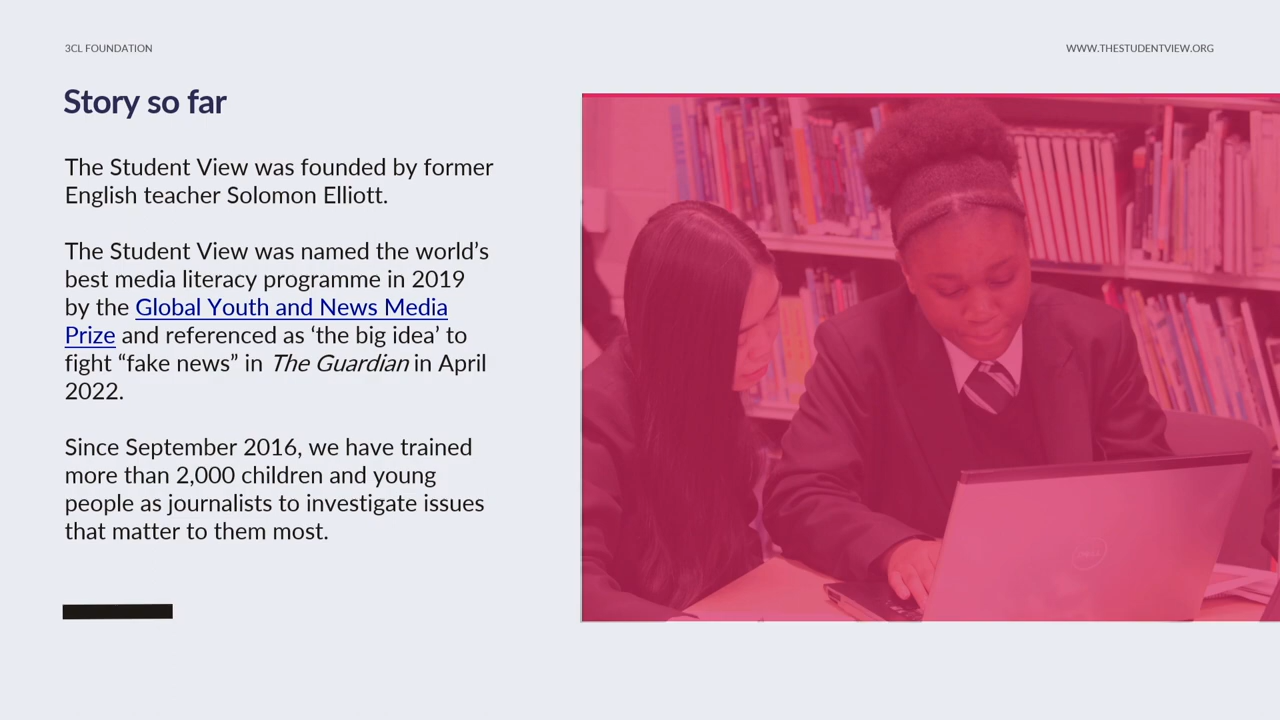 3CL FOUNDATION
WWW.THESTUDENTVIEW.ORG
Story so far
The Student View was founded by former
English teacher Solomon Elliott.
The Student View was named the world’s
best media literacy programme in 2019
by the Global Youth and News Media
Prize and referenced as ‘the big idea’ to
fight “fake news” in The Guardian in April
2022.
Since September 2016, we have trained
more than 2,000 children and young
people as journalists to investigate issues
that matter to them most.
DELL